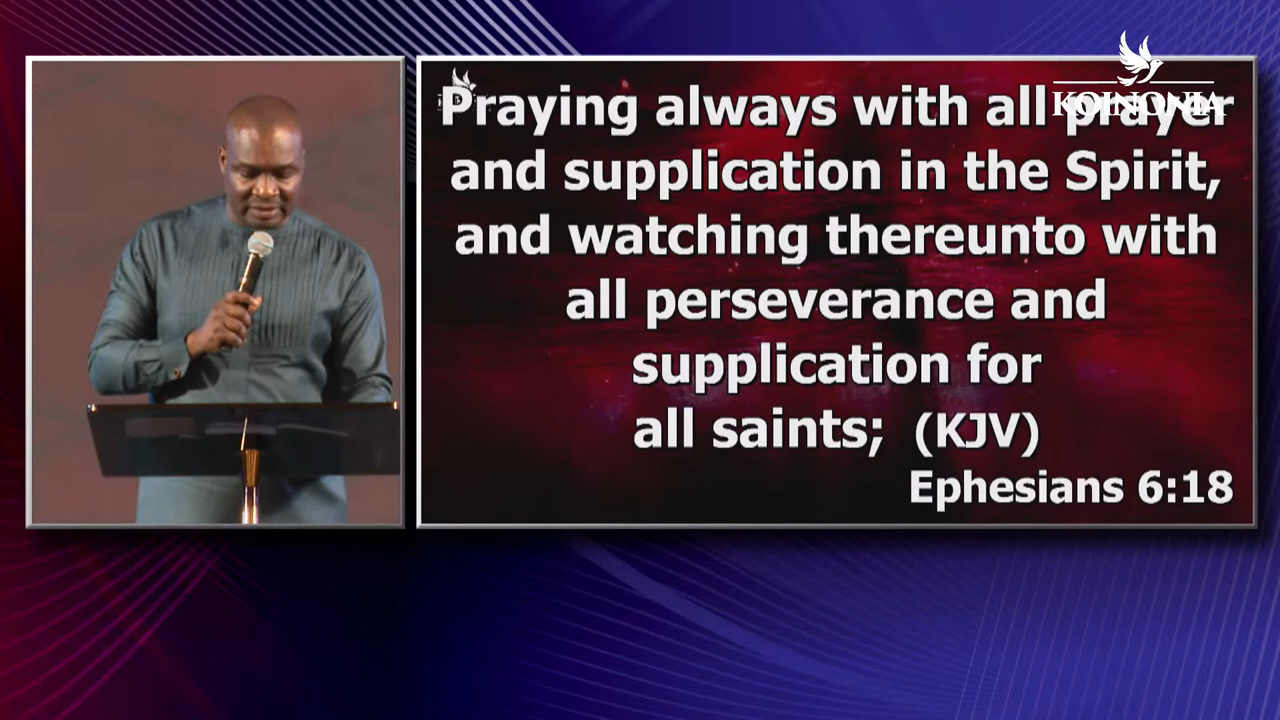 KOINONIA
Praying always with all prayer
and supplication in the Spirit,
and watching thereunto with
all perseverance and
supplication for
all saints; (KJV)
Ephesians 6:18